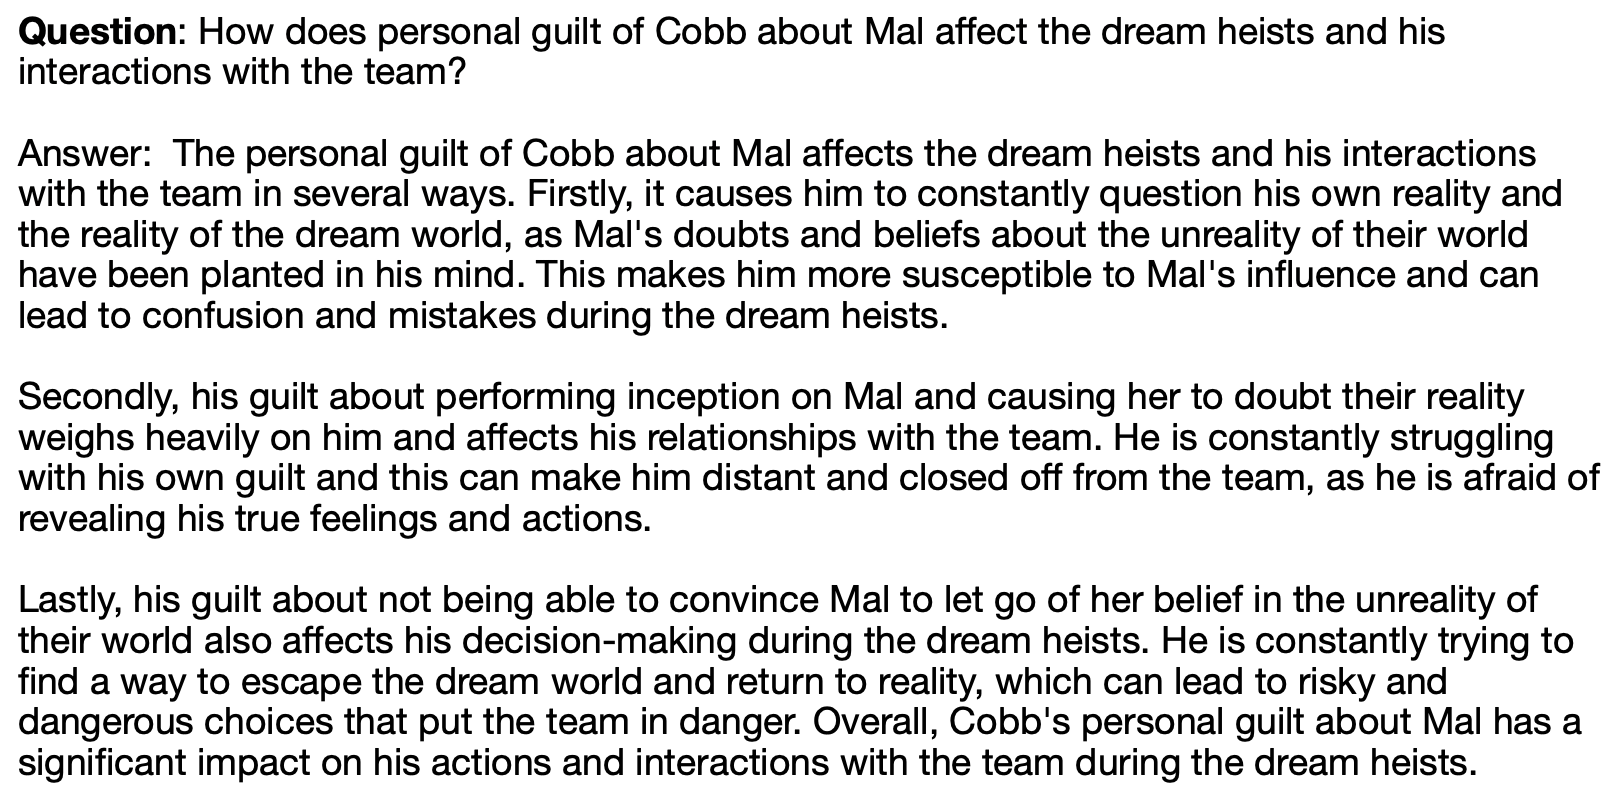 Question: How does personal guilt of Cobb about Mal affect the dream heists and his
interactions with the team?
Answer:  The personal guilt of Cobb about Mal affects the dream heists and his interactions
with the team in several ways. Firstly, it causes him to constantly question his own reality and
the reality of the dream world, as Mal's doubts and beliefs about the unreality of their world
have been planted in his mind. This makes him more susceptible to Mal's influence and can
lead to confusion and mistakes during the dream heists.
Secondly, his guilt about performing inception on Mal and causing her to doubt their reality
weighs heavily on him and affects his relationships with the team. He is constantly struggling
with his own guilt and this can make him distant and closed off from the team, as he is afraid of
revealing his true feelings and actions.
Lastly, his guilt about not being able to convince Mal to let go of her belief in the unreality of
their world also affects his decision-making during the dream heists. He is constantly trying to
find a way to escape the dream world and return to reality, which can lead to risky and
dangerous choices that put the team in danger. Overall, Cobb's personal guilt about Mal has a
significant impact on his actions and interactions with the team during the dream heists.